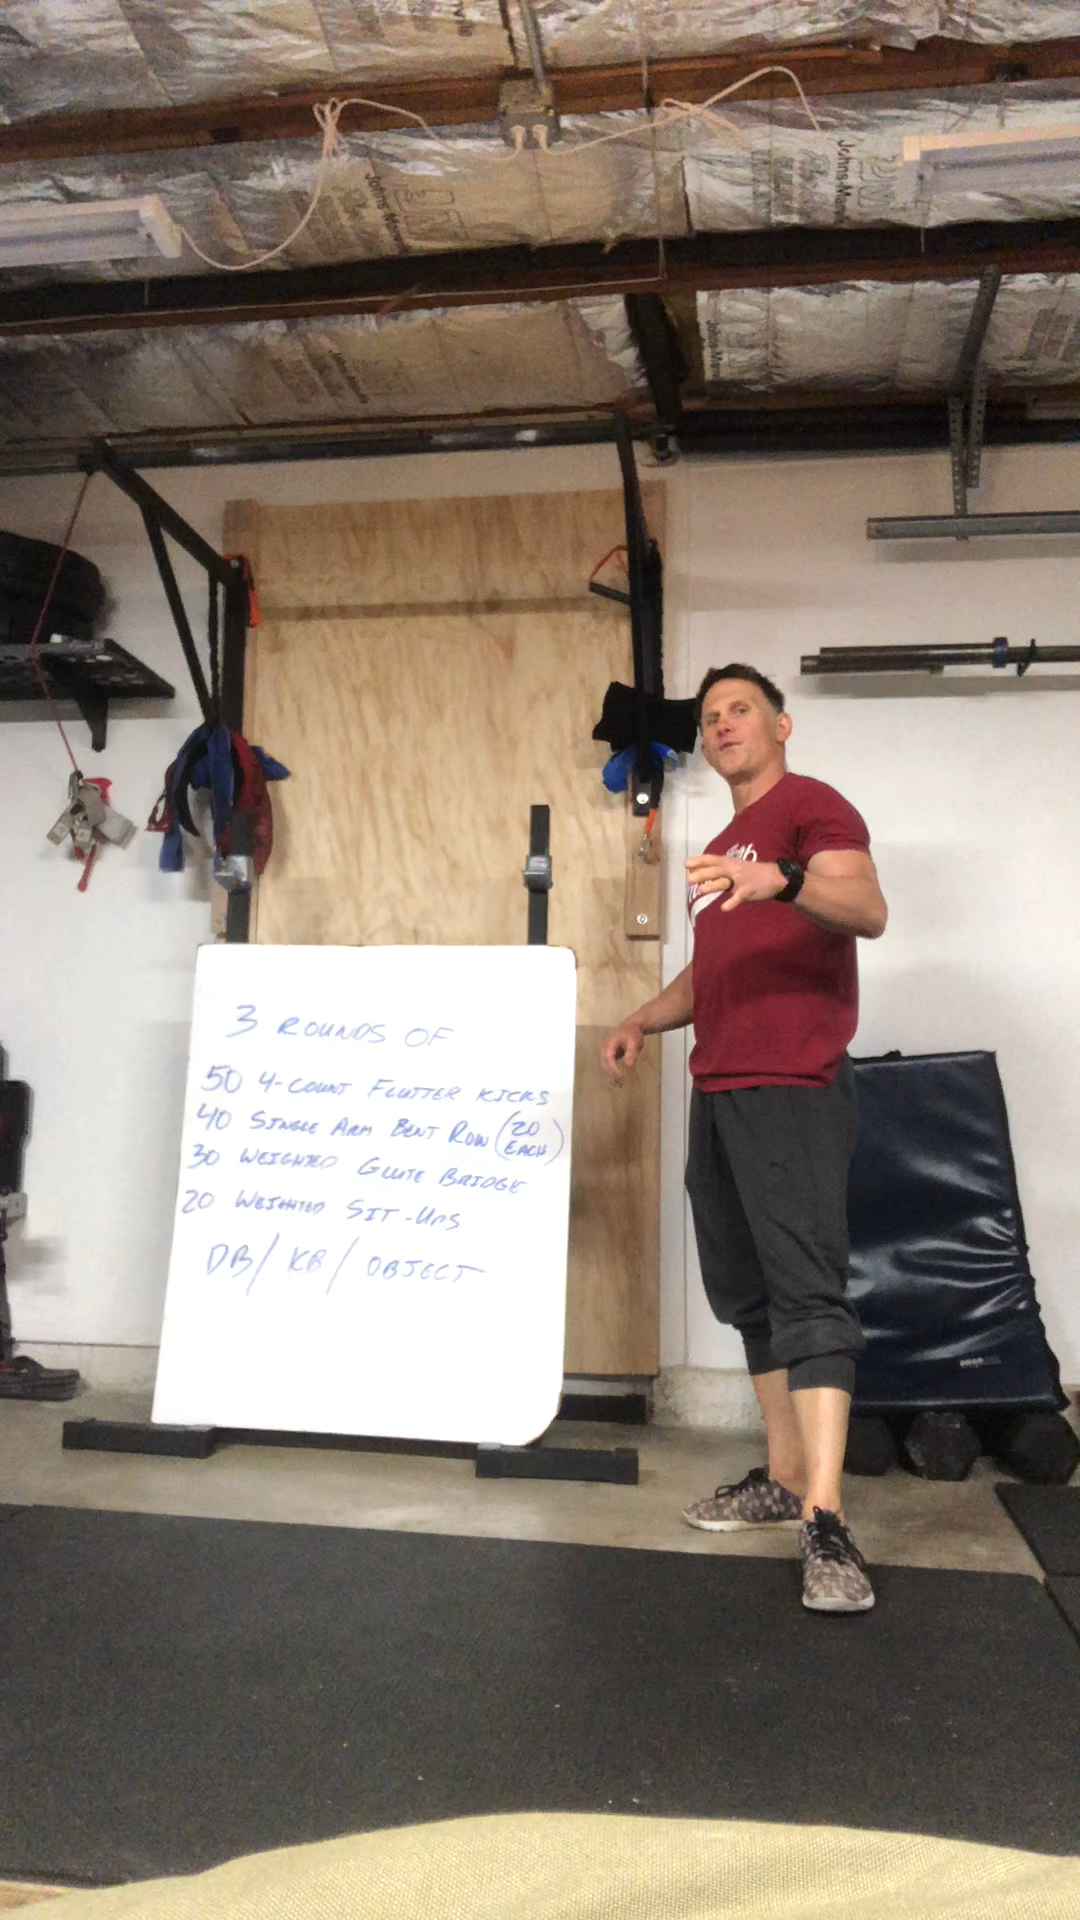 3 ROUNDS OF
50 4-COUNT FLUTTER KICKS
40 SINGLE ARM BENT ROW (20 EACH)
30 WEIGHTED GLUTE BRIDGE
20 WEIGHTED SIT-UPS
DB/ KB/ OBJECT